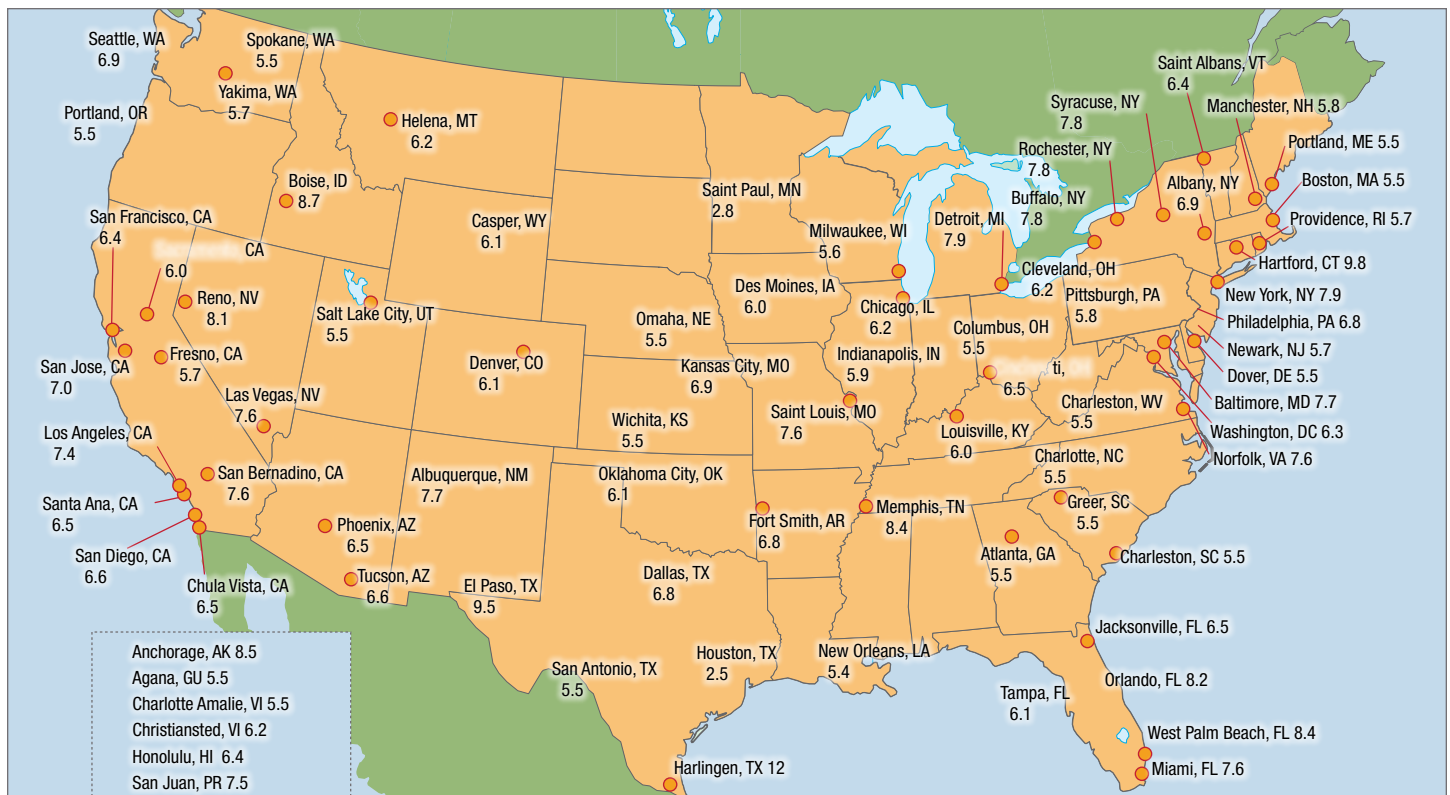 Seattle, WA
6.9
Spokane, WA
5.5
Yakima, WA
5.7
Portland, OR
5.5
Helena, MT
6.2
Boise, ID
8.7
San Francisco, CA
6.4
CA
6.0
Reno, NV
8.1
Salt Lake City, UT
5.5
Casper, WY
6.1
Denver, CO
6.1
San Jose, CA
7.0
Fresno, CA
5.7
Las Vegas, NV
7.6
Los Angeles, CA
7.4
San Bernadino, CA
7.6
Santa Ana, CA
6.5
San Diego, CA
6.6
Chula Vista, CA
6.5
Phoenix, AZ
6.5
Tucson, AZ
6.6
Albuquerque, NM
7.7
El Paso, TX
9.5
Saint Paul, MN
2.8
Milwaukee, WI
5.6
Des Moines, IA
6.0
Omaha, NE
5.5
Kansas City, MO
6.9
Wichita, KS
5.5
Oklahoma City, OK
6.1
Dallas, TX
6.8
San Antonio, TX
5.5
Houston, TX
2.5
Harlingen, TX 12
New Orleans, LA
5.4
Fort Smith, AR
6.8
Memphis, TN
8.4
Saint Louis, MO
7.6
Chicago, IL
6.2
Indianapolis, IN
5.9
Detroit, MI
7.9
Cleveland, OH
6.2
Columbus, OH
5.5
ti,
6.5
Louisville, KY
6.0
Charleston, WV
5.5
Charlotte, NC
5.5
Greer, SC
5.5
Atlanta, GA
5.5
Charleston, SC 5.5
Jacksonville, FL 6.5
Orlando, FL 8.2
Tampa, FL
6.1
West Palm Beach, FL 8.4
Miami, FL 7.6
Saint Albans, VT
6.4
Syracuse, NY
7.8
Rochester, NY
7.8
Buffalo, NY
7.8
Albany, NY
6.9
Pittsburgh, PA
5.8
Manchester, NH 5.8
Portland, ME 5.5
Boston, MA 5.5
Providence, RI 5.7
Hartford, CT 9.8
New York, NY 7.9
Philadelphia, PA 6.8
Newark, NJ 5.7
Dover, DE 5.5
Baltimore, MD 7.7
Washington, DC 6.3
Norfolk, VA 7.6
Anchorage, AK 8.5
Agana, GU 5.5
Charlotte Amalie, VI 5.5
Christiansted, VI 6.2
Honolulu, HI 6.4
San Juan, PR 7.5